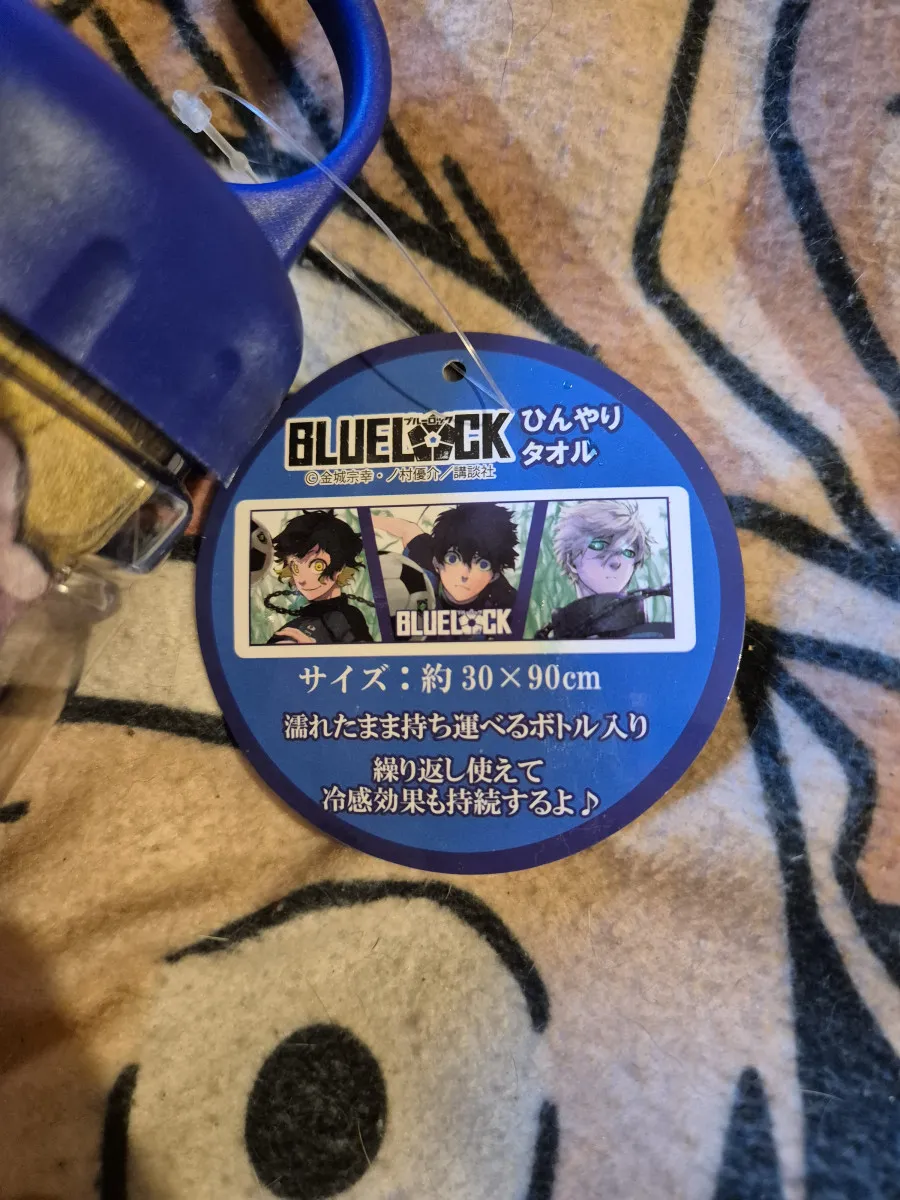 BLUELOCK
ブルーロック
ひんやり
タオル
©金城宗幸・ノ村優介／講談社
BLUELOCK
サイズ：約30×90cm
濡れたまま持ち運べるボトル入り
繰り返し使えて
冷感効果も持続するよ♪